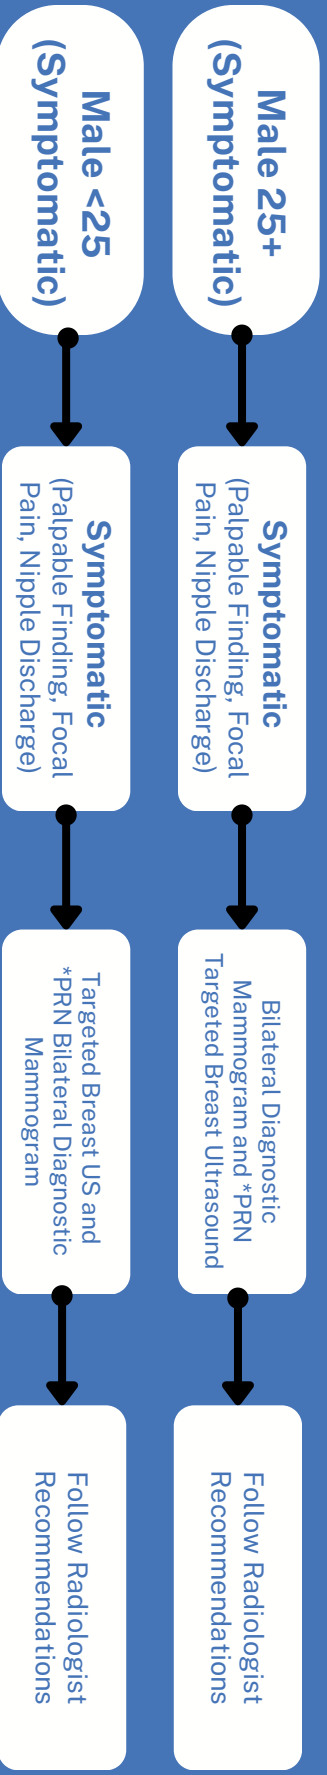 Male 25+
(Symptomatic)
Symptomatic
(Palpable Finding, Focal
Pain, Nipple Discharge)
Bilateral Diagnostic
Mammogram and *PRN
Targeted Breast Ultrasound
Follow Radiologist
Recommendations
Male <25
(Symptomatic)
Symptomatic
(Palpable Finding, Focal
Pain, Nipple Discharge)
Targeted Breast US and
*PRN Bilateral Diagnostic
Mammogram
Follow Radiologist
Recommendations